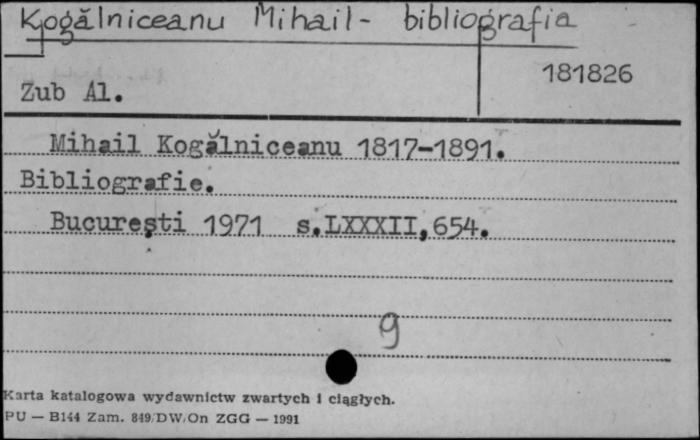 Kogălniceanu Mihail - bibliografia
181826
Zub Al.
Mihail Kogălniceanu 1817-1891.
Bibliografie.
București 1971 s.LXXXII,654.
9
Karta katalogowa wydawnictw zwartych i ciągłych.
PU — B144 Zam. 849/DW/On ZGG — 1991